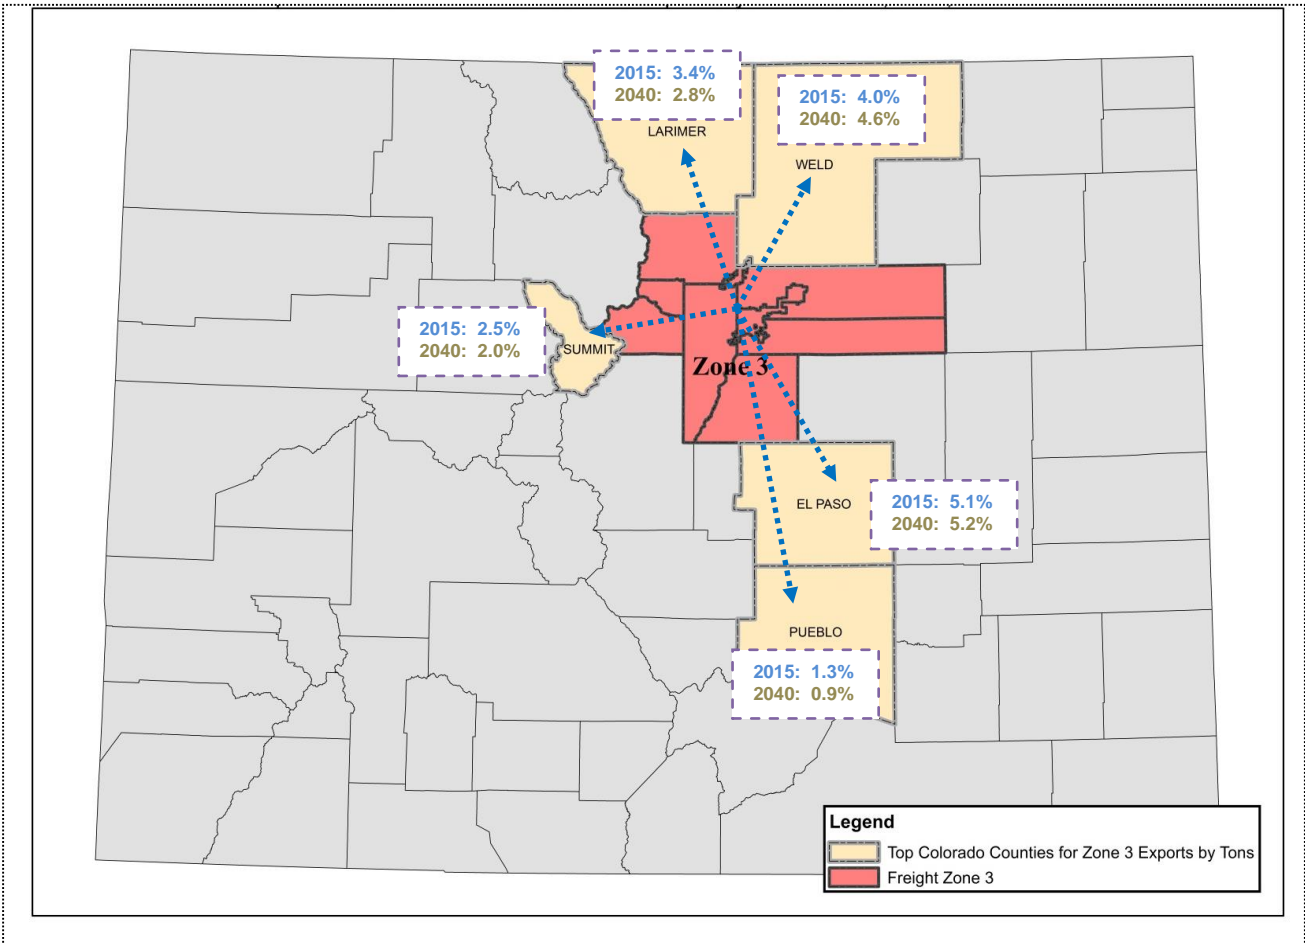 2015: 3.4%
2040: 2.8%
LARIMER
2015: 4.0%
2040: 4.6%
WELD
2015: 2.5%
2040: 2.0%
SUMMIT
Zone 3
EL PASO
2015: 5.1%
2040: 5.2%
PUEBLO
2015: 1.3%
2040: 0.9%
Legend
Top Colorado Counties for Zone 3 Exports by Tons
Freight Zone 3